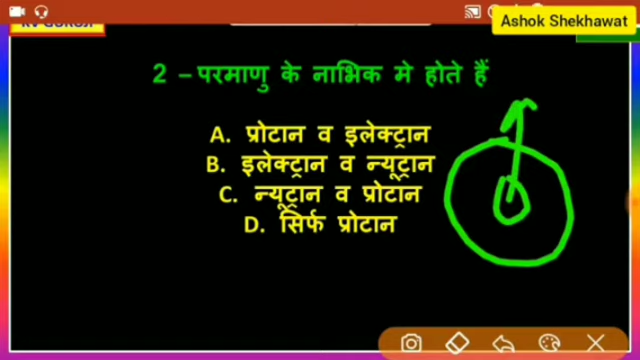 Ashok Shekhawat
2 – परमाणु के नाभिक मे होते हैं
A. प्रोटान व इलेक्ट्रान
B. इलेक्ट्रान व न्यूट्रान
C. न्यूट्रान व प्रोटान
D. सिर्फ प्रोटान